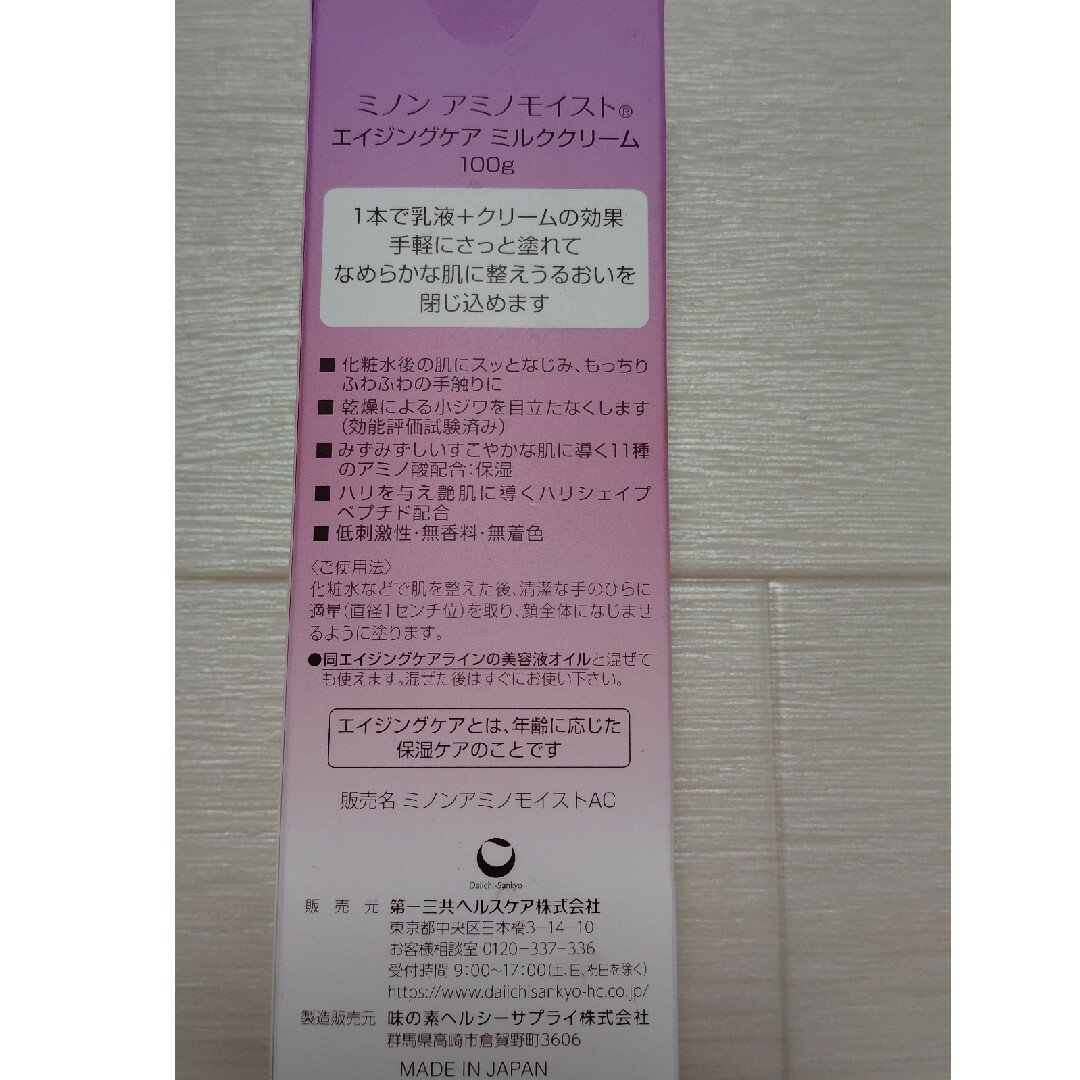 ミノン アミノモイスト®
エイジングケア ミルククリーム
100g
1本で乳液＋クリームの効果
手軽にさっと塗れて
なめらかな肌に整えうるおいを
閉じ込めます
■ 化粧水後の肌にスッとなじみ、もっちり
ふわふわの手触りに
■ 乾燥による小ジワを目立たなくします
（効能評価試験済み）
■ みずみずしいすこやかな肌に導く11種
のアミノ酸配合：保湿
■ ハリを与え艶肌に導くハリシェイプ
ペプチド配合
■ 低刺激性・無香料・無着色
〈ご使用法〉
化粧水などで肌を整えた後、清潔な手のひらに
適量（直径1センチ位）を取り、顔全体になじませ
るように塗ります。
●同エイジングケアラインの美容液オイルと混ぜて
も使えます。混ぜた後はすぐにお使い下さい。
エイジングケアとは、年齢に応じた
保湿ケアのことです
販売名 ミノンアミノモイストAC
Daiichi-Sankyo
販売元 第一三共ヘルスケア株式会社
東京都中央区日本橋3−14−10
お客様相談室 0120−337−336
受付時間 9:00〜17:00（土、日、祝日を除く）
https://www.daiichisankyo-hc.co.jp/
製造販売元 味の素ヘルシーサプライ株式会社
群馬県高崎市倉賀野町3606
MADE IN JAPAN